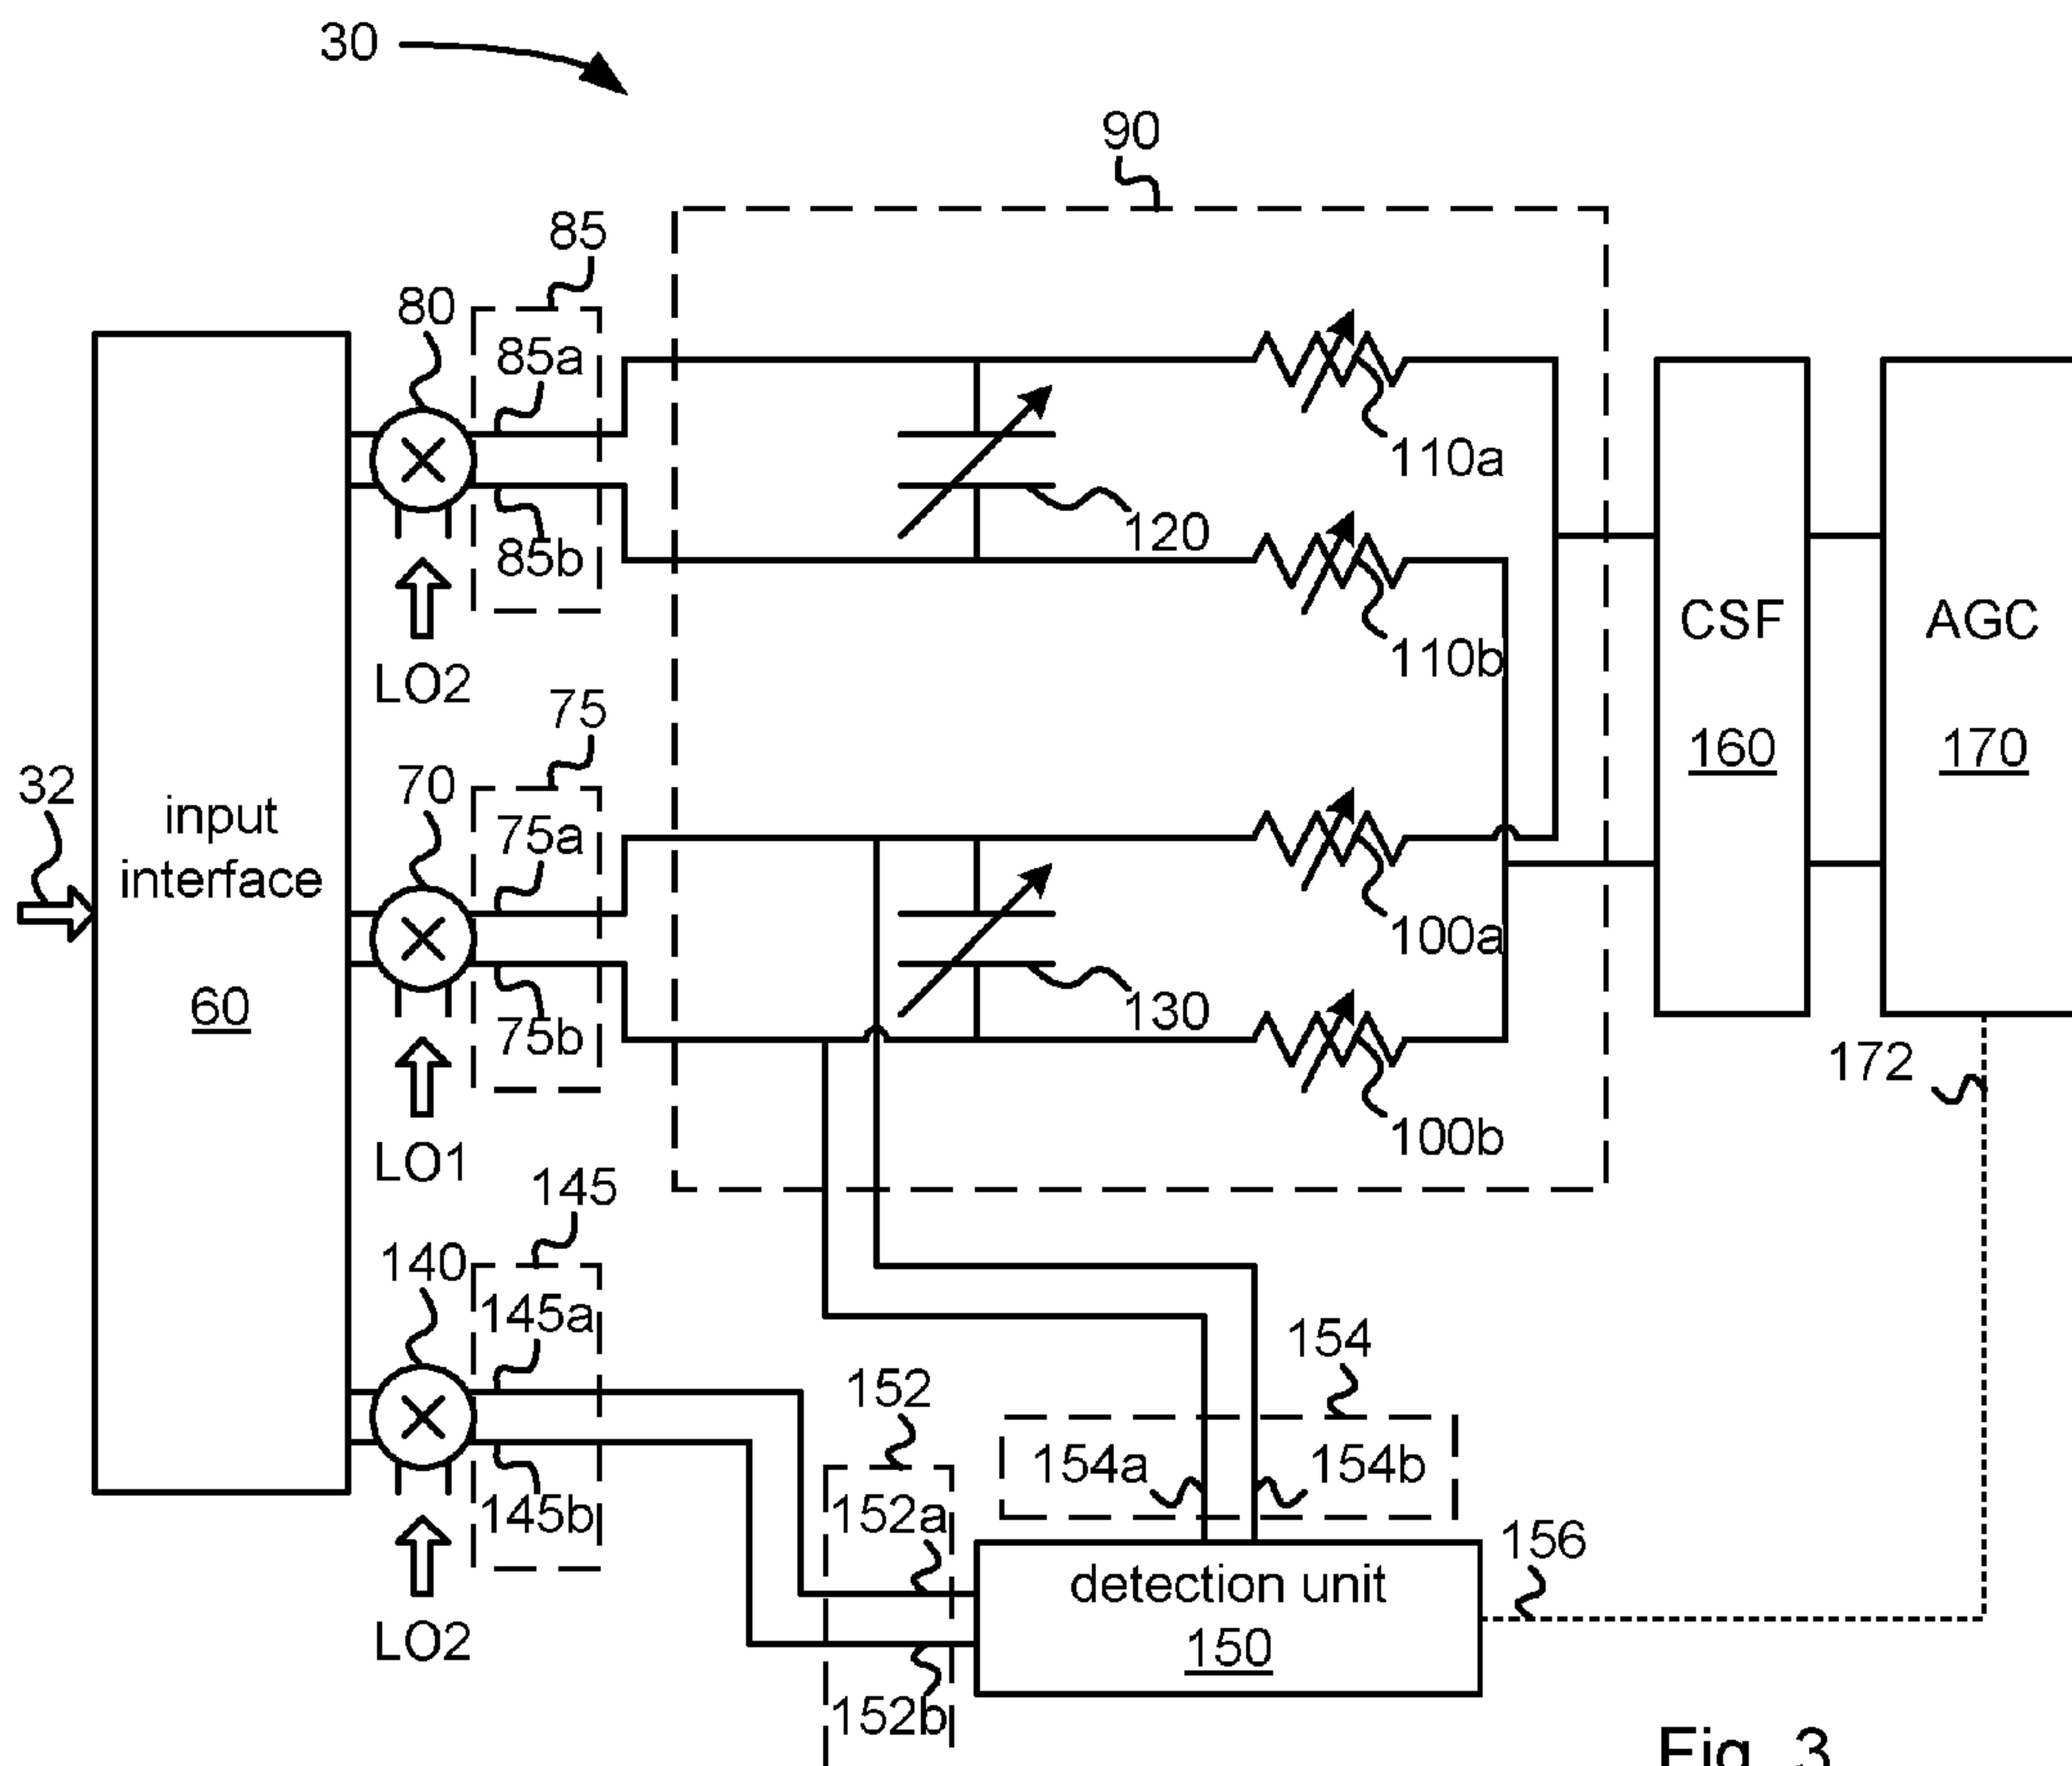 30
90
85
80
85a
110a
120
85b
110b
LO2
CSF
AGC
75
70
160
170
32
input
interface
75a
100a
60
130
75b
172
100b
LO1
145
140
145a
154
152
154a
154b
145b
152a
156
detection unit
LO2
150
152b
Fig. 3